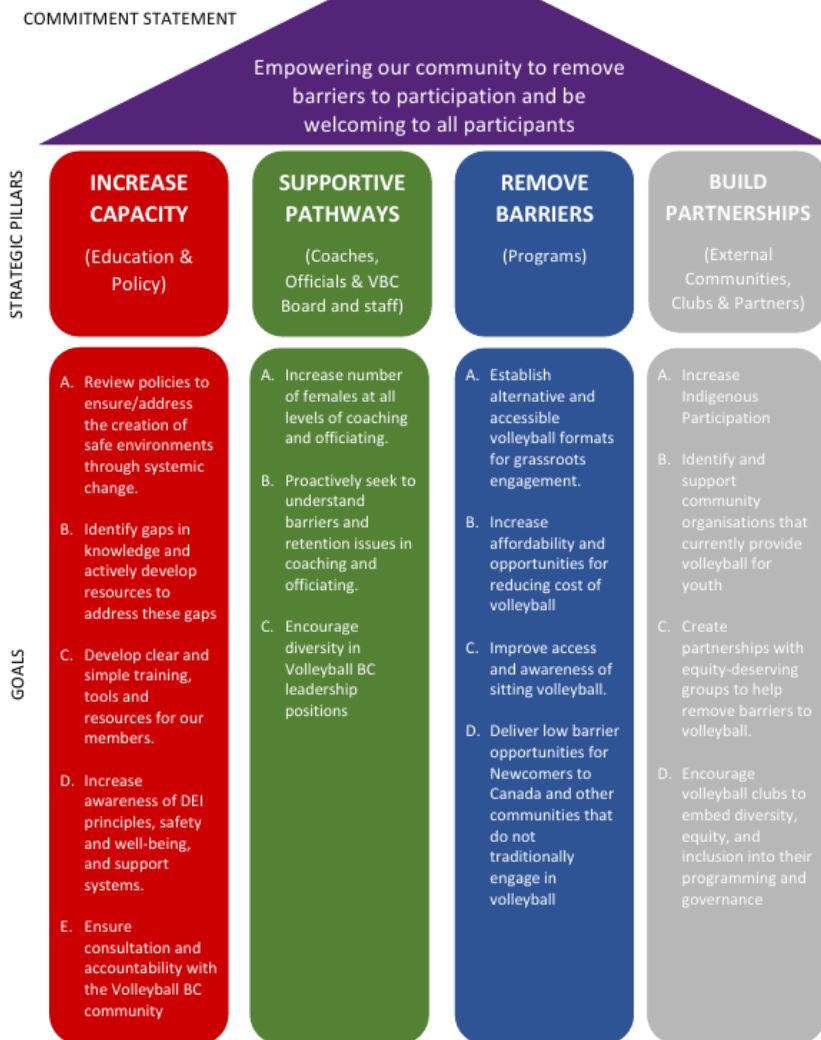 COMMITMENT STATEMENT
Empowering our community to remove
barriers to participation and be
welcoming to all participants
STRATEGIC PILLARS
INCREASE
CAPACITY
(Education &
Policy)
SUPPORTIVE
PATHWAYS
(Coaches,
Officials & VBC
Board and staff)
REMOVE
BARRIERS
(Programs)
BUILD
PARTNERSHIPS
(External
Communities,
Clubs & Partners)
GOALS
A. Review policies to
ensure/address
the creation of
safe environments
through systemic
change.
B. Identify gaps in
knowledge and
actively develop
resources to
address these gaps
C. Develop clear and
simple training,
tools and
resources for our
members.
D. Increase
awareness of DEI
principles, safety
and well-being,
and support
systems.
E. Ensure
consultation and
accountability with
the Volleyball BC
community
A. Increase number
of females at all
levels of coaching
and officiating.
B. Proactively seek to
understand
barriers and
retention issues in
coaching and
officiating.
C. Encourage
diversity in
Volleyball BC
leadership
positions
A. Establish
alternative and
accessible
volleyball formats
for grassroots
engagement.
B. Increase
affordability and
opportunities for
reducing cost of
volleyball
C. Improve access
and awareness of
sitting volleyball.
D. Deliver low barrier
opportunities for
Newcomers to
Canada and other
communities that
do not
traditionally
engage in
volleyball
A. Increase
Indigenous
Participation
B. Identify and
support
community
organisations that
currently provide
volleyball for
youth
C. Create
partnerships with
equity-deserving
groups to help
remove barriers to
volleyball.
D. Encourage
volleyball clubs to
embed diversity,
equity, and
inclusion into their
programming and
governance